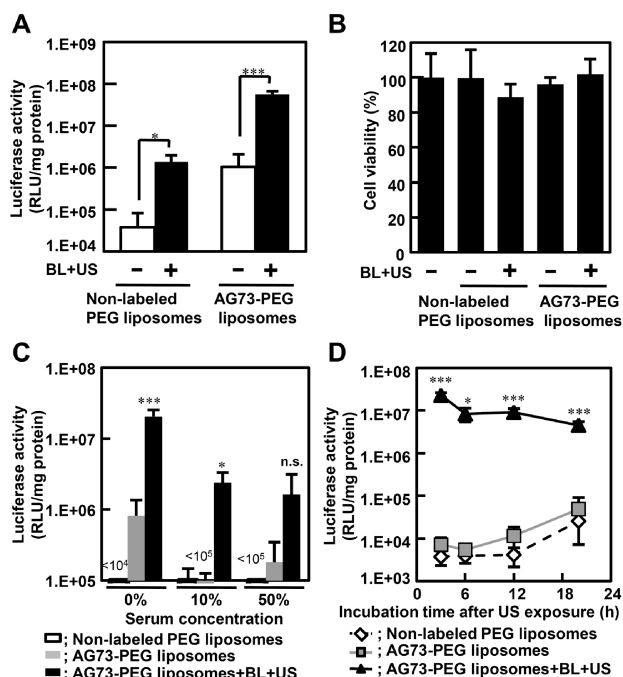 A
Luciferase activity
(RLU/mg protein)
1.E+09
1.E+08
1.E+07
1.E+06
1.E+05
1.E+04
*
***
BL+US
− + − +
Non-labeled
PEG liposomes
AG73-PEG
liposomes
B
Cell viability (%)
120
100
80
60
40
20
0
BL+US
− − + − +
Non-labeled
PEG liposomes
AG73-PEG
liposomes
C
Luciferase activity
(RLU/mg protein)
1.E+08
1.E+07
1.E+06
1.E+05
***
*
n.s.
<10⁴
<10⁵
<10⁵
0% 10% 50%
Serum concentration
; Non-labeled PEG liposomes
; AG73-PEG liposomes
; AG73-PEG liposomes+BL+US
D
Luciferase activity
(RLU/mg protein)
1.E+08
1.E+07
1.E+06
1.E+05
1.E+04
1.E+03
***
*
***
***
0 6 12 18 24
Incubation time after US exposure (h)
; Non-labeled PEG liposomes
; AG73-PEG liposomes
; AG73-PEG liposomes+BL+US